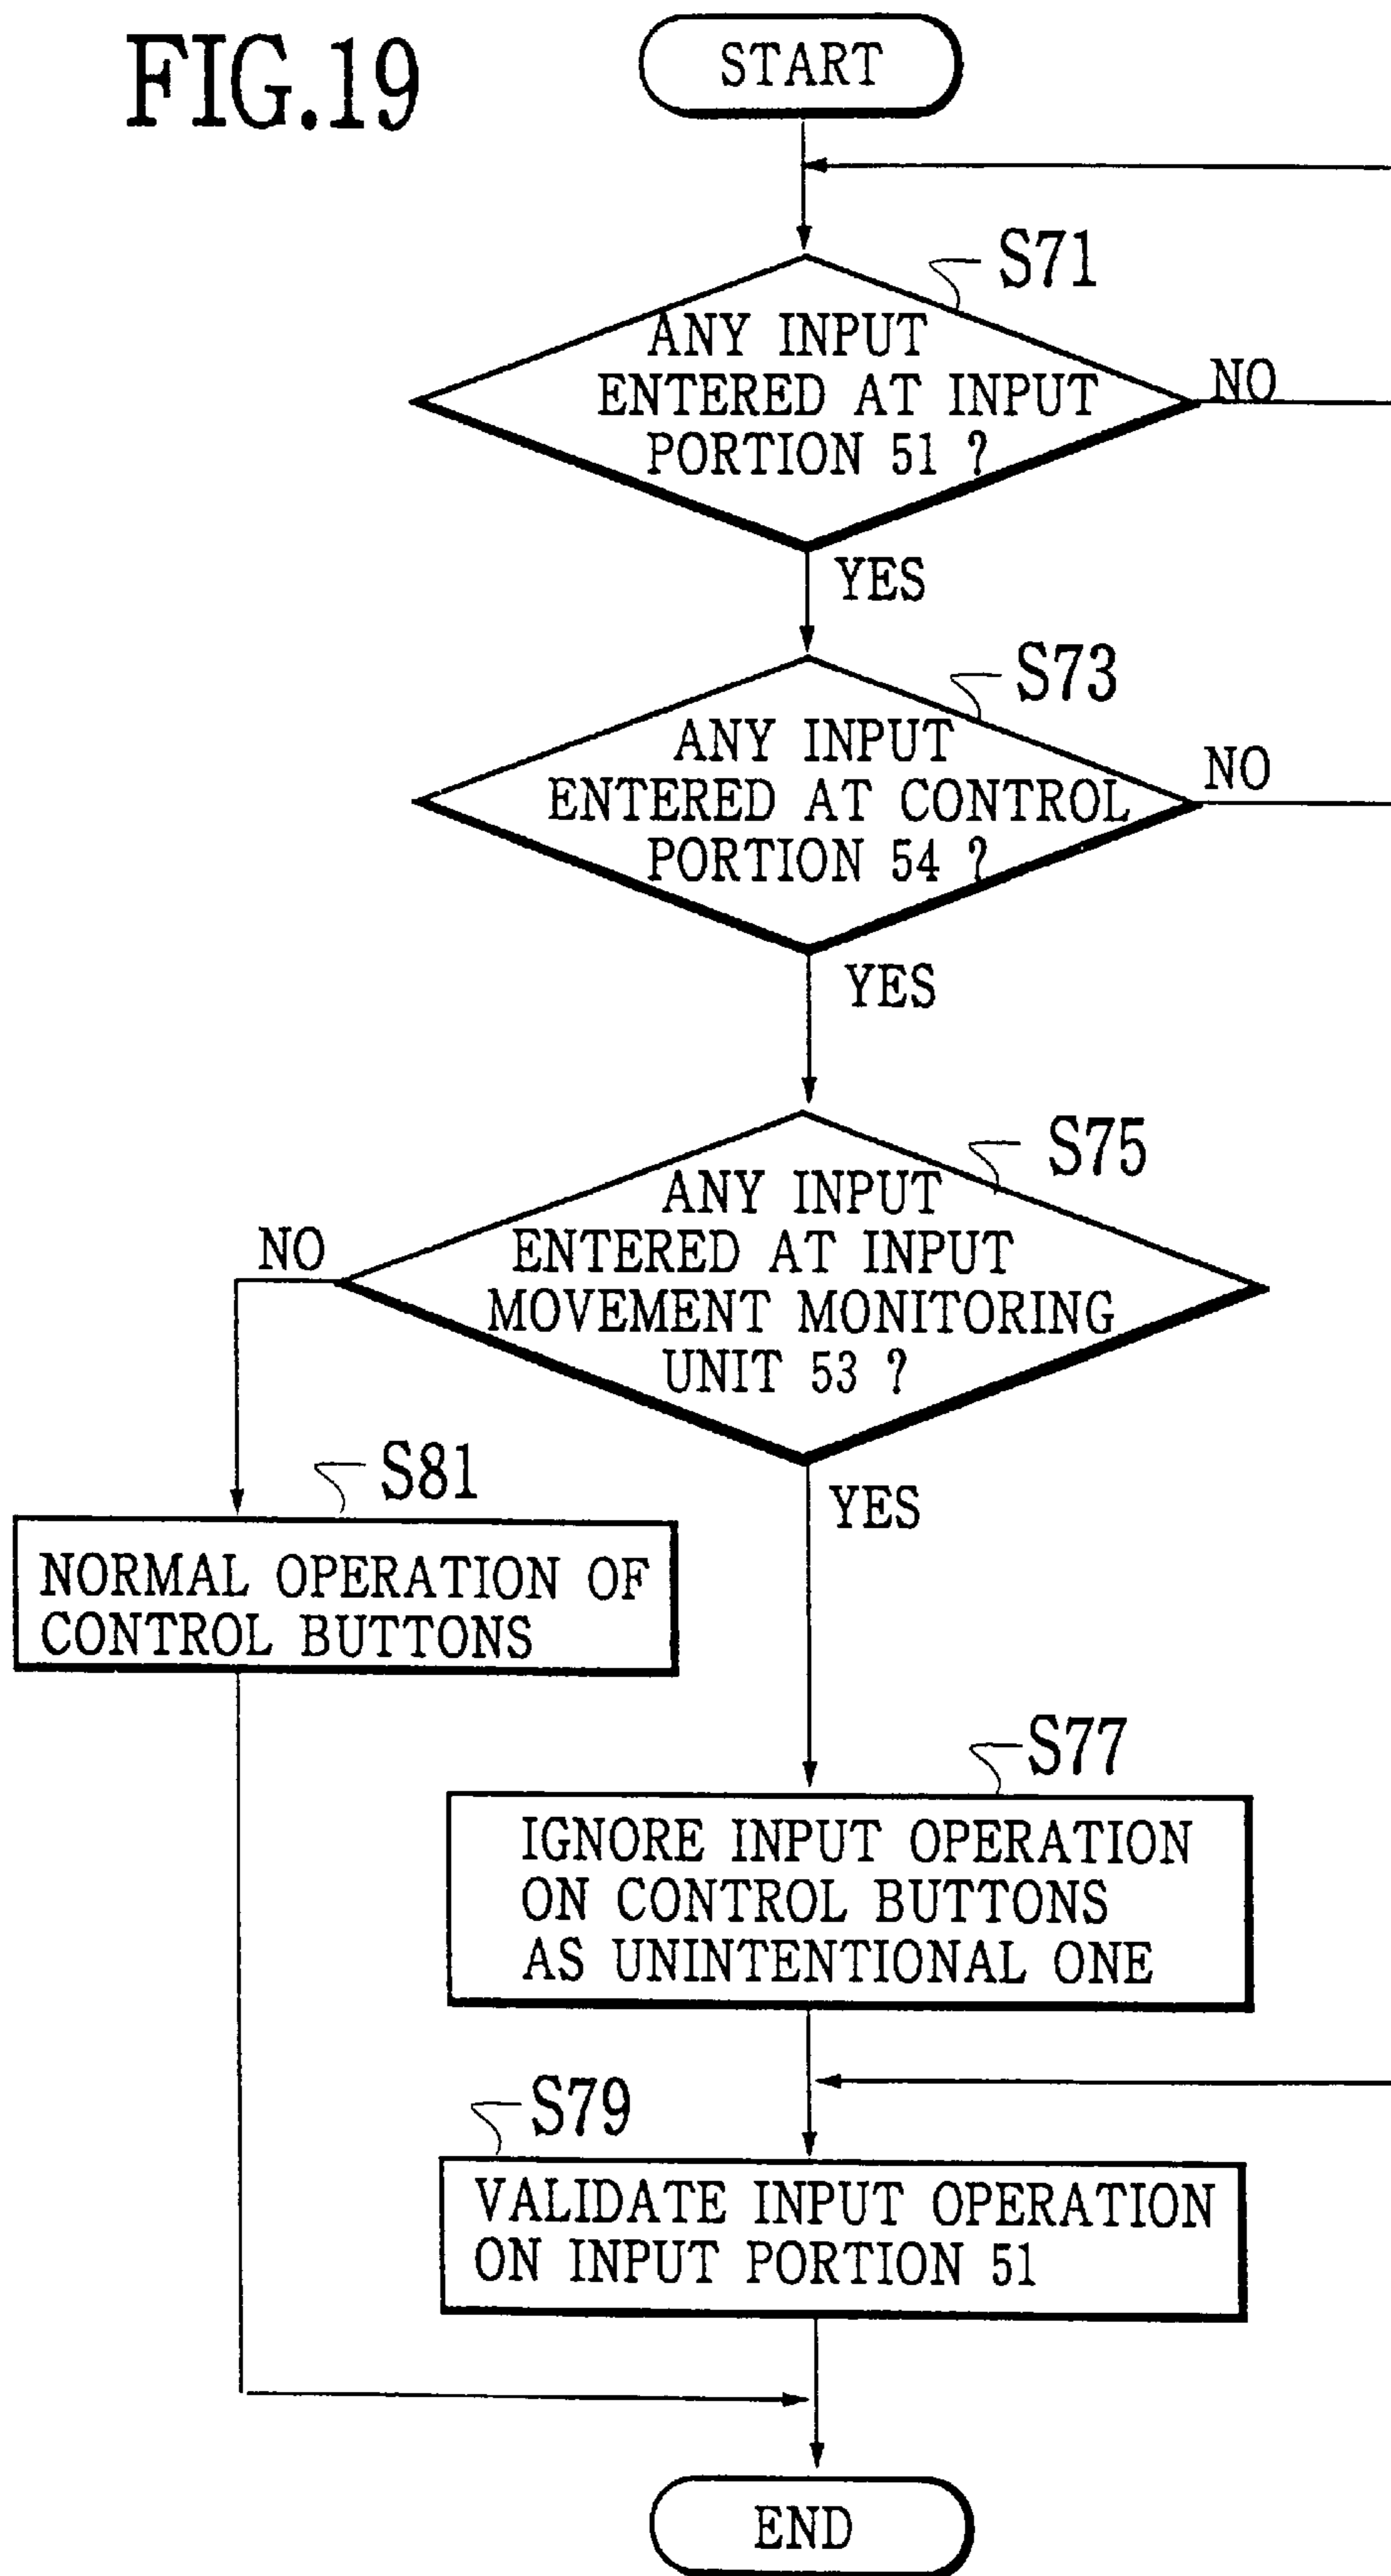 FIG.19
START
S71
ANY INPUT
ENTERED AT INPUT
PORTION 51 ?
NO
YES
S73
ANY INPUT
ENTERED AT CONTROL
PORTION 54 ?
NO
YES
S75
ANY INPUT
ENTERED AT INPUT
MOVEMENT MONITORING
UNIT 53 ?
NO
YES
S81
NORMAL OPERATION OF
CONTROL BUTTONS
S77
IGNORE INPUT OPERATION
ON CONTROL BUTTONS
AS UNINTENTIONAL ONE
S79
VALIDATE INPUT OPERATION
ON INPUT PORTION 51
END